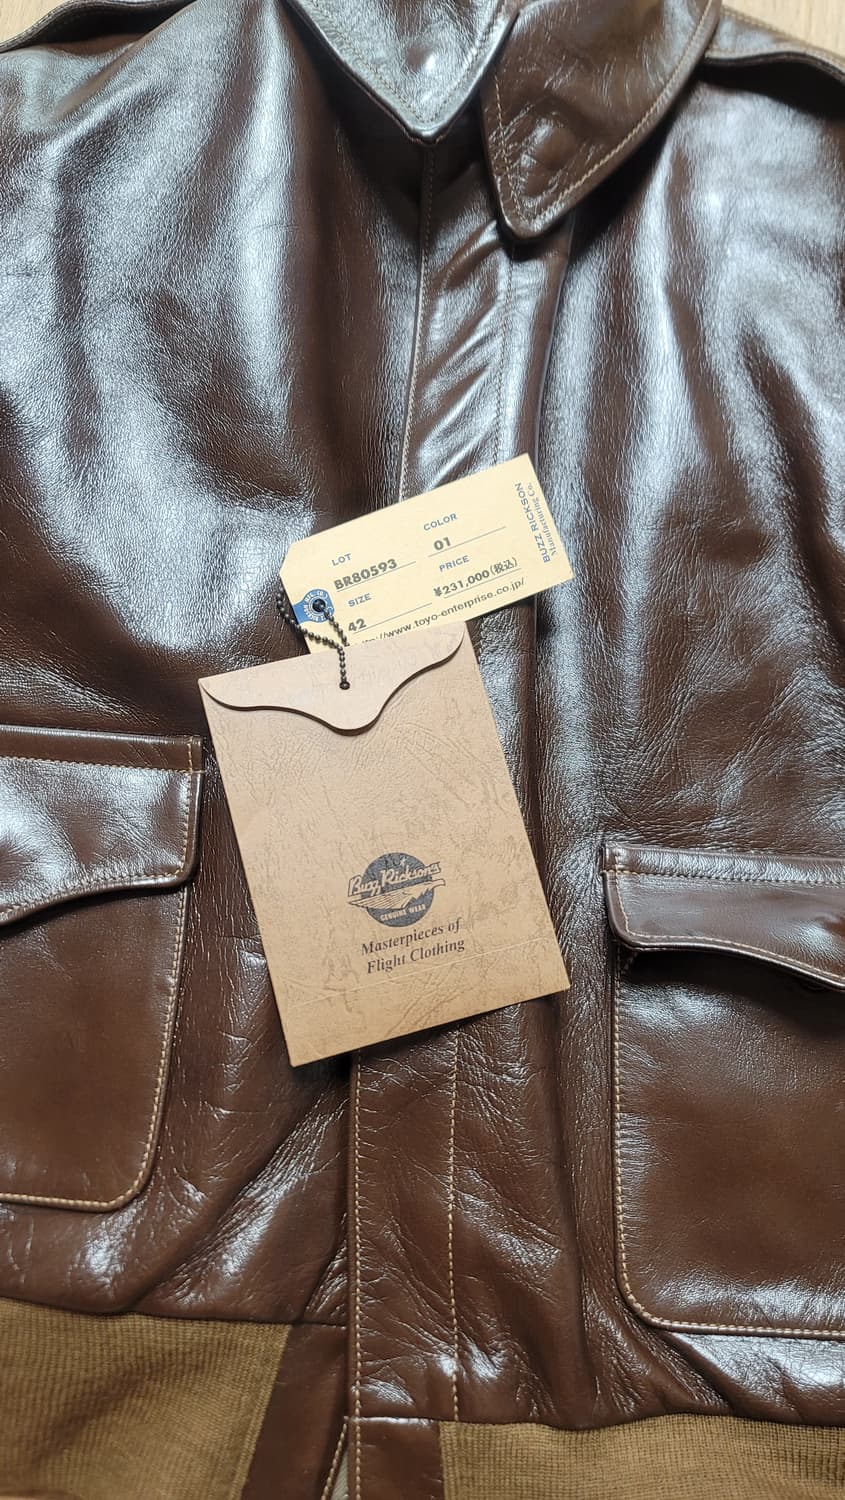 LOT
BR80593
COLOR
01
SIZE
42
PRICE
¥231,000(税込)
www.toyo-enterprise.co.jp/
BUZZ RICKSON
Manufacturing Co.
Buzz Rickson's
GENUINE WEAR
Masterpieces of
Flight Clothing